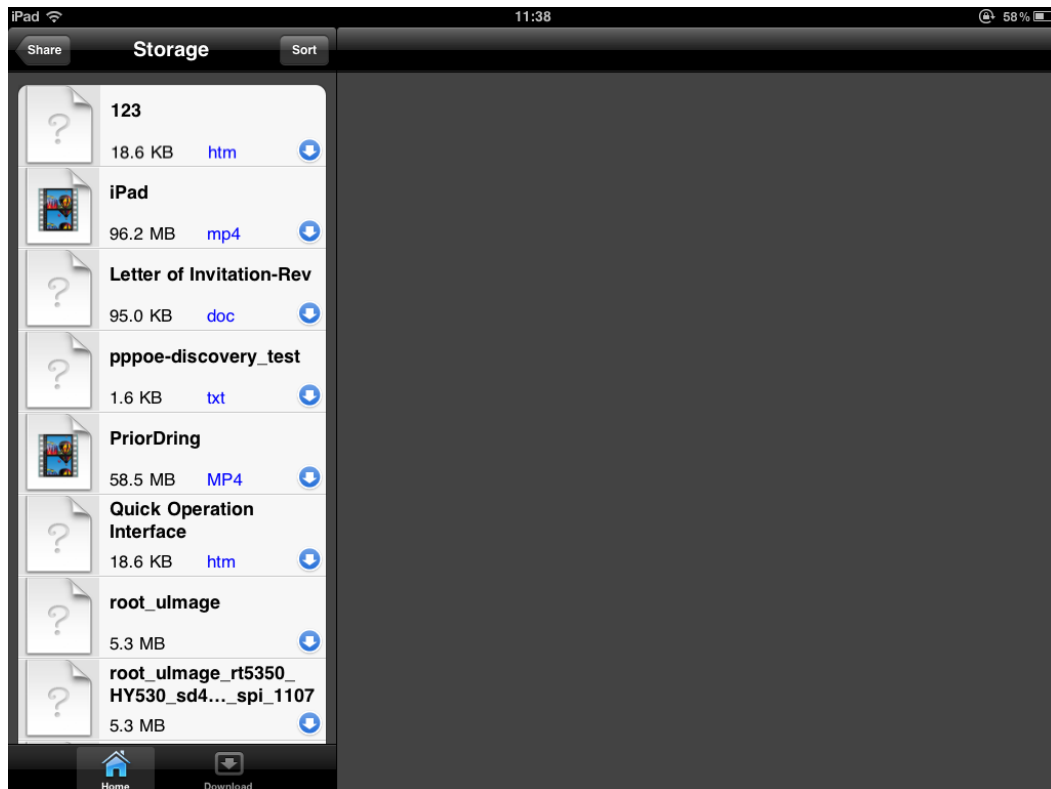 iPad 11:38 58%
Share Storage Sort
123
18.6 KB htm
iPad
96.2 MB mp4
Letter of Invitation-Rev
95.0 KB doc
pppoe-discovery_test
1.6 KB txt
PriorDring
58.5 MB MP4
Quick Operation
Interface
18.6 KB htm
root_uImage
5.3 MB
root_uImage_rt5350_
HY530_sd4..._spi_1107
5.3 MB
Home Download